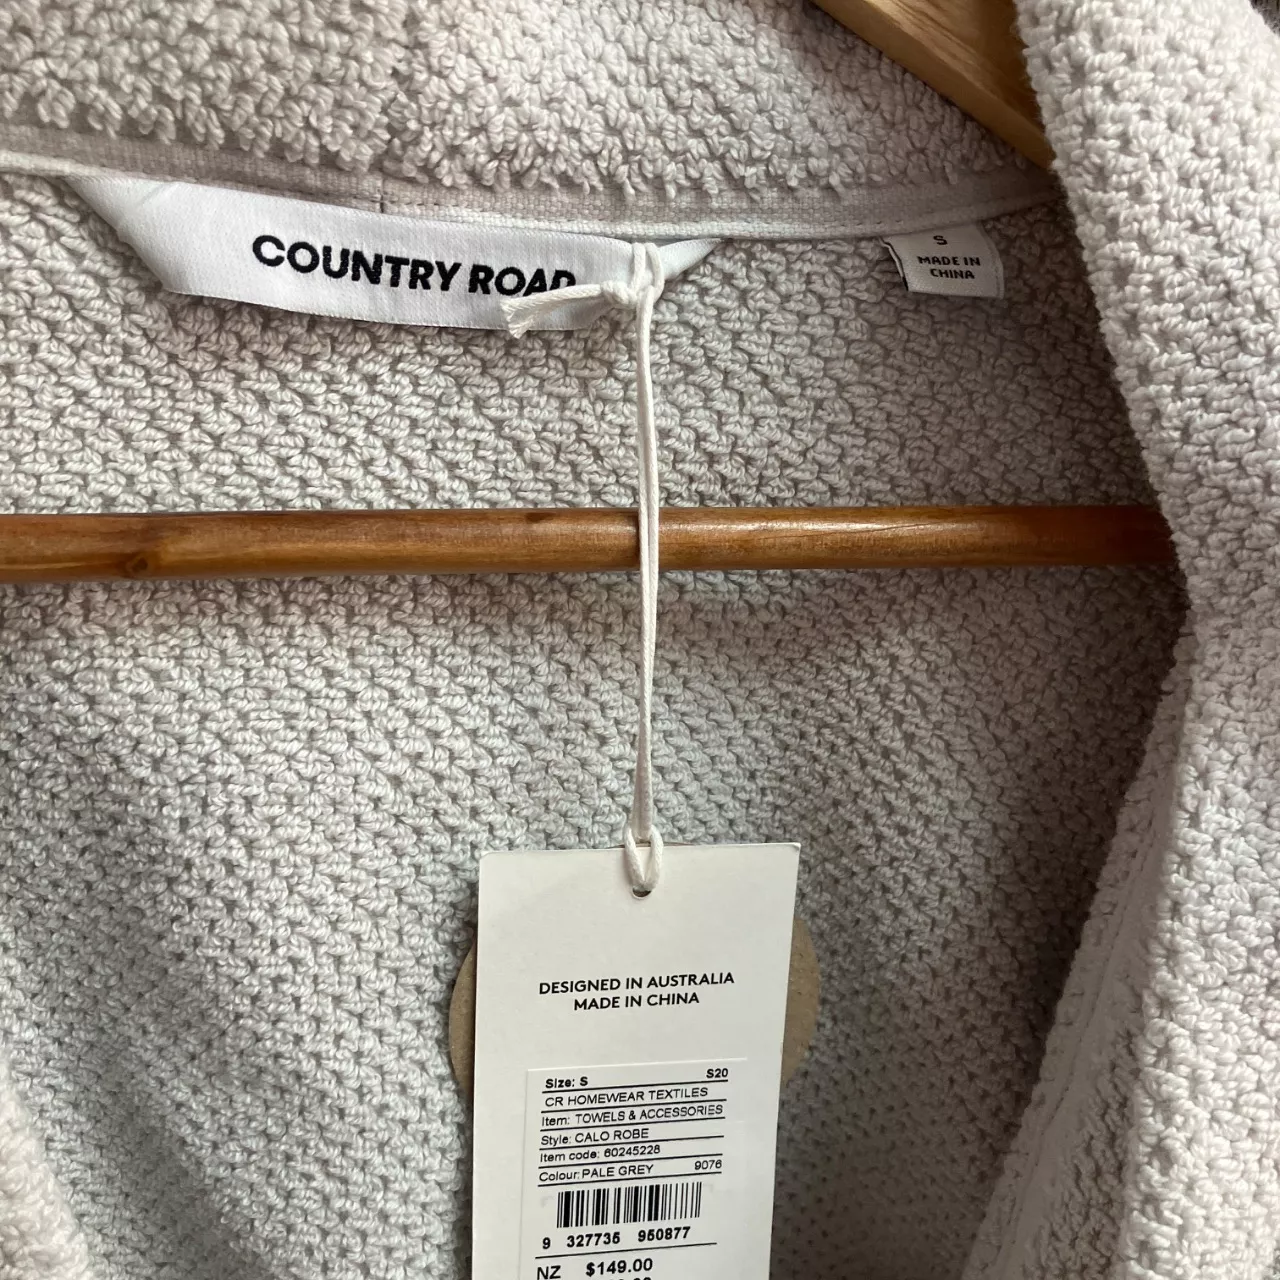 COUNTRY ROAD
S
MADE IN
CHINA
DESIGNED IN AUSTRALIA
MADE IN CHINA
Size: S S20
CR HOMEWEAR TEXTILES
Item: TOWELS & ACCESSORIES
Style: CALO ROBE
Item code: 60245228
Colour: PALE GREY 9076
9 327735 950877
NZ $149.00